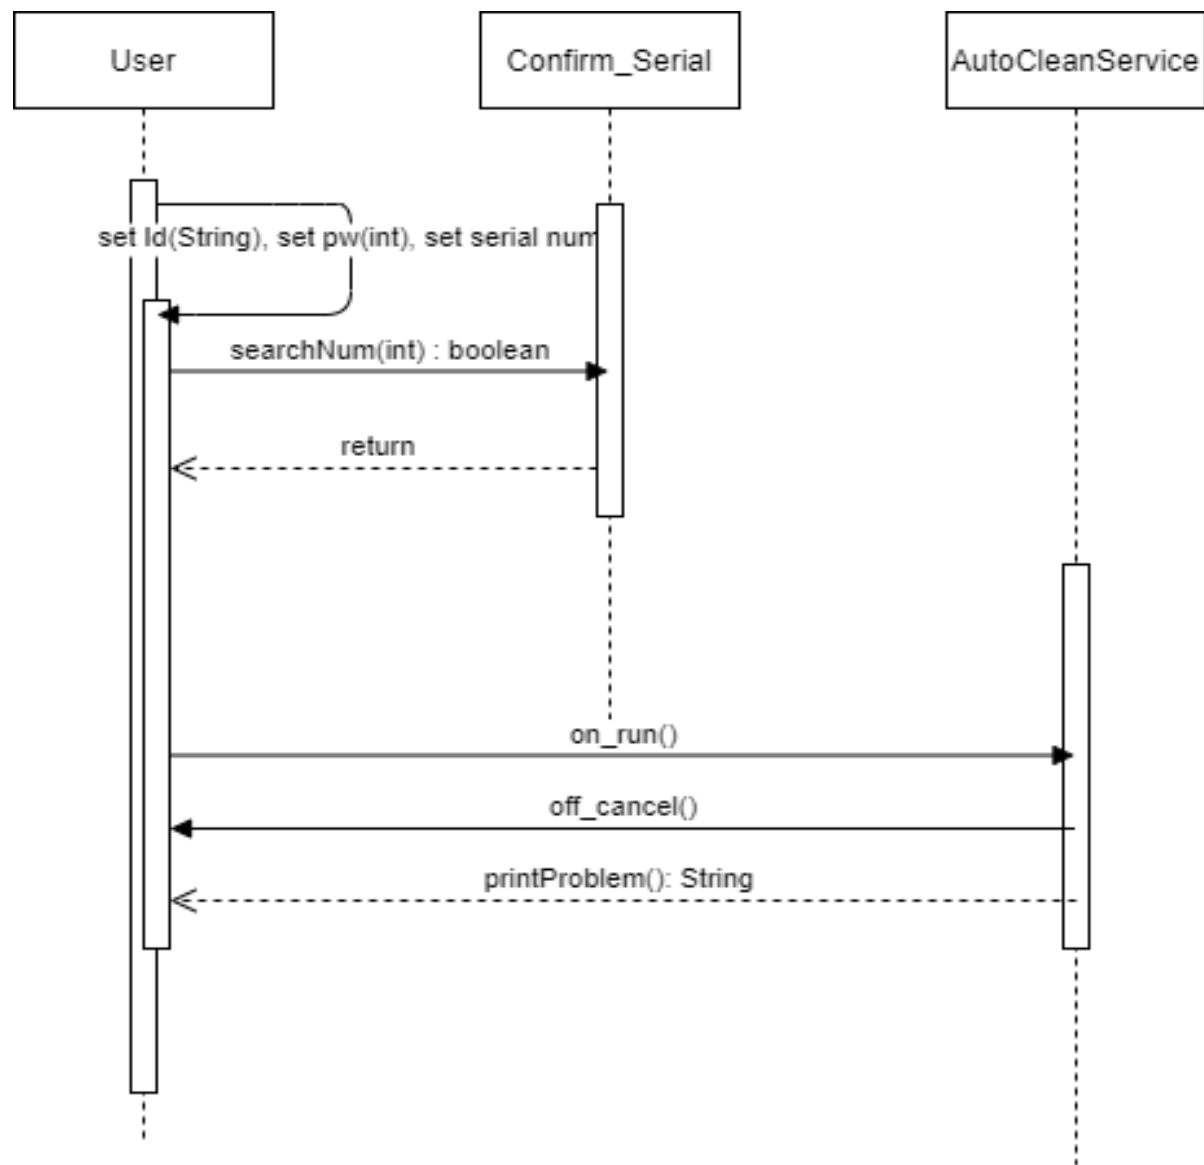 User
Confirm_Serial
AutoCleanService
set Id(String), set pw(int), set serial num
searchNum(int) : boolean
return
on_run()
off_cancel()
printProblem(): String